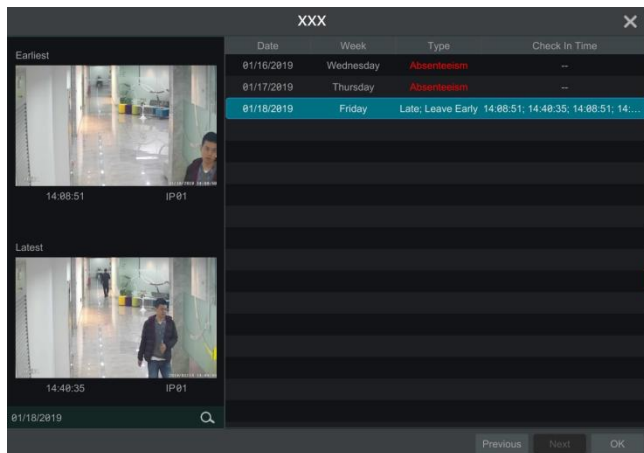 XXX
Earliest
14:08:51 IP01
Latest
14:40:35 IP01
01/18/2019
Date Week Type Check In Time
01/16/2019 Wednesday Absenteeism --
01/17/2019 Thursday Absenteeism --
01/18/2019 Friday Late; Leave Early 14:08:51; 14:40:35; 14:08:51; 14:...
Previous Next OK